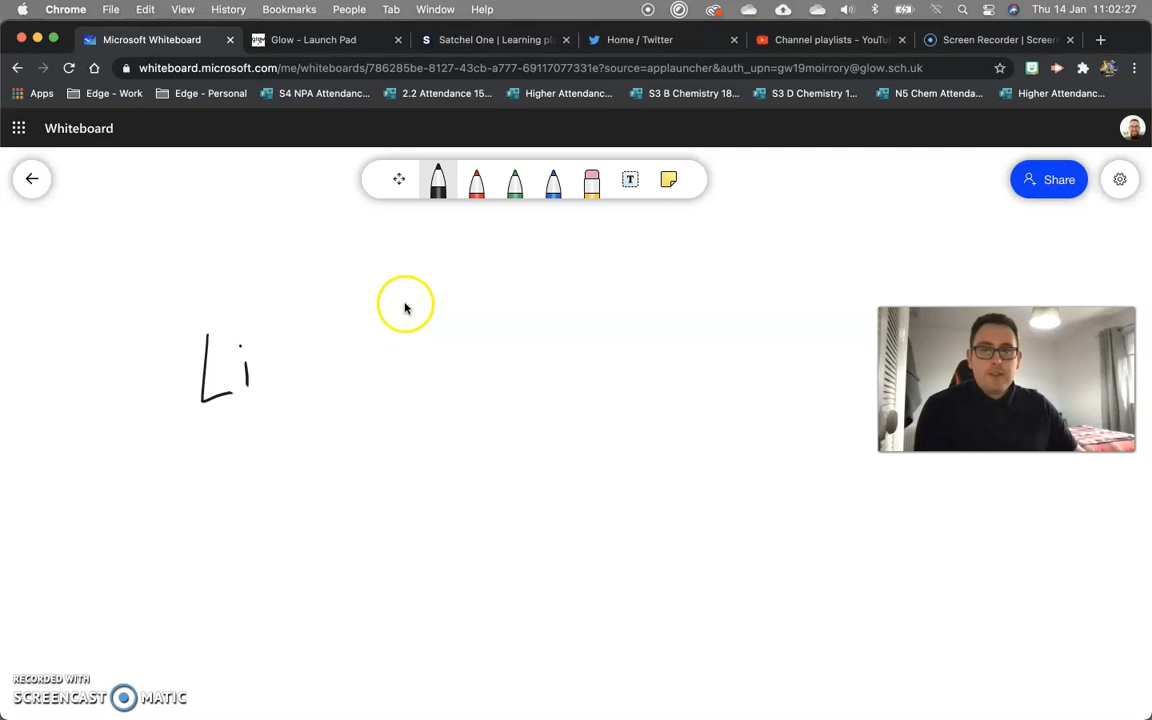 Chrome File Edit View History Bookmarks People Tab Window Help Thu 14 Jan 11:02:27
Microsoft Whiteboard Glow - Launch Pad Satchel One | Learning pl Home / Twitter Channel playlists - YouTu Screen Recorder | Screen
whiteboard.microsoft.com/me/whiteboards/786285be-8127-43cb-a777-69117077331e?source=applauncher&auth_upn=gw19moirrory@glow.sch.uk
Apps Edge - Work Edge - Personal S4 NPA Attendanc... 2.2 Attendance 15... Higher Attendanc... S3 B Chemistry 18... S3 D Chemistry 1... N5 Chem Attenda... Higher Attendanc...
Whiteboard
T
Share
Li
RECORDED WITH
SCREENCAST MATIC